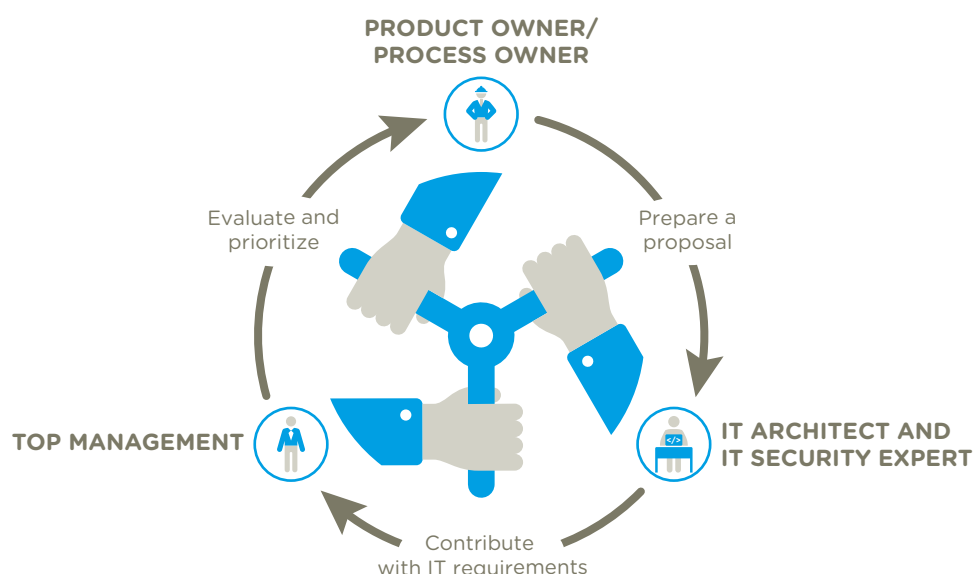 PRODUCT OWNER/
PROCESS OWNER
Evaluate and
prioritize
Prepare a
proposal
TOP MANAGEMENT
</>
IT ARCHITECT AND
IT SECURITY EXPERT
Contribute
with IT requirements